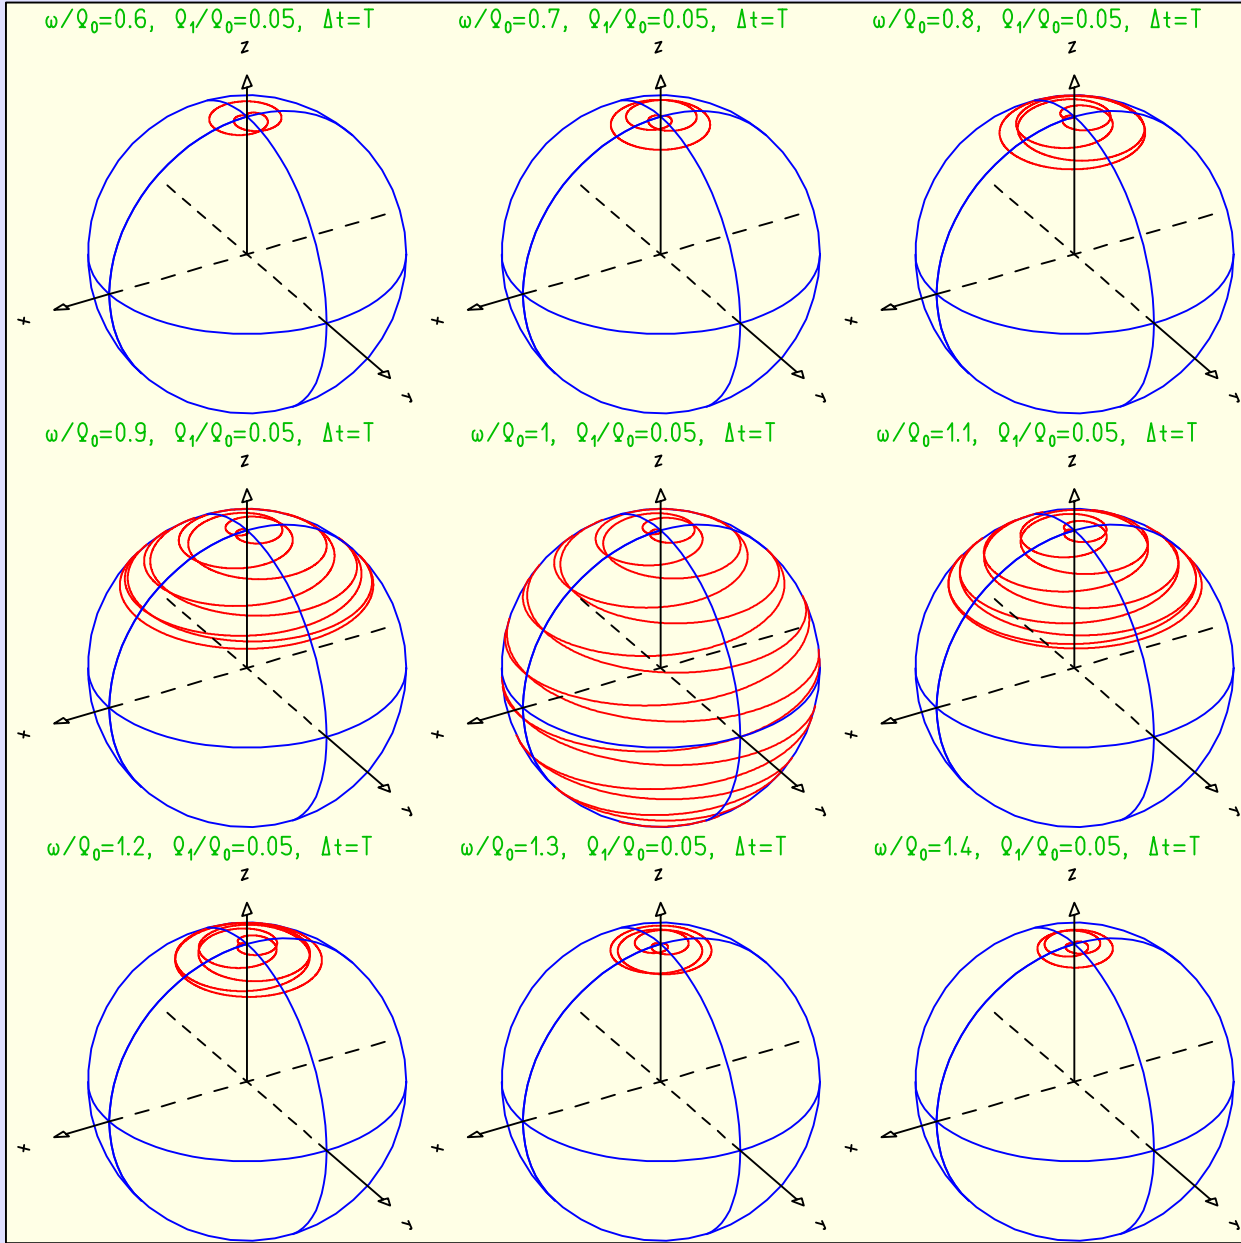 ω/Ω₀=0.6, Ω₁/Ω₀=0.05, Δt=T
ω/Ω₀=0.7, Ω₁/Ω₀=0.05, Δt=T
ω/Ω₀=0.8, Ω₁/Ω₀=0.05, Δt=T
z
z
z
x
x
x
y
y
y
ω/Ω₀=0.9, Ω₁/Ω₀=0.05, Δt=T
ω/Ω₀=1, Ω₁/Ω₀=0.05, Δt=T
ω/Ω₀=1.1, Ω₁/Ω₀=0.05, Δt=T
z
z
z
x
x
x
y
y
y
ω/Ω₀=1.2, Ω₁/Ω₀=0.05, Δt=T
ω/Ω₀=1.3, Ω₁/Ω₀=0.05, Δt=T
ω/Ω₀=1.4, Ω₁/Ω₀=0.05, Δt=T
z
z
z
x
x
x
y
y
y